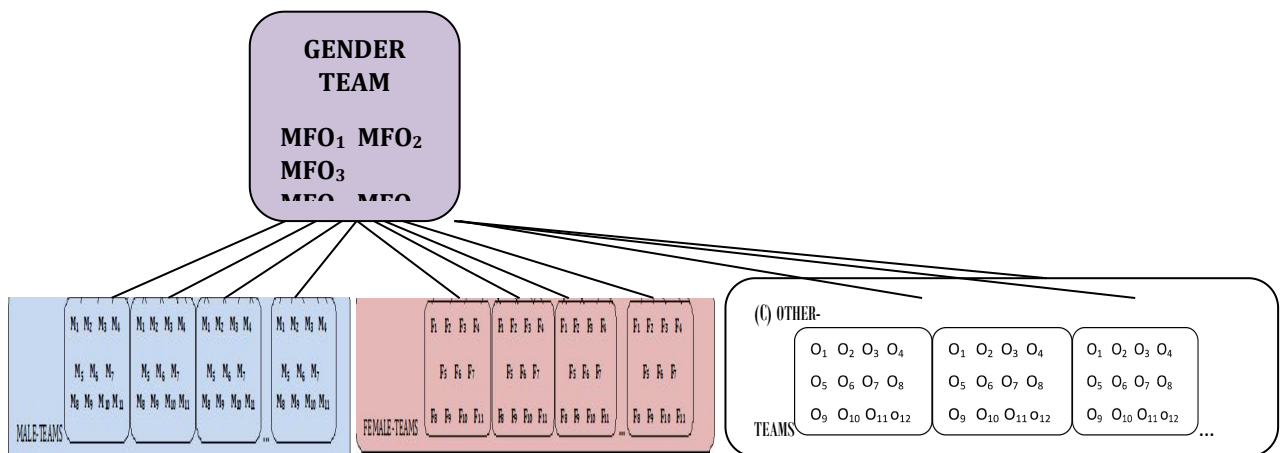 GENDER
TEAM
MFO₁ MFO₂
MFO₃
M₁ M₂ M₃ M₄
M₅ M₆ M₇
M₈ M₉ M₁₀ M₁₁
M₁ M₂ M₃ M₄
M₅ M₆ M₇
M₈ M₉ M₁₀ M₁₁
M₁ M₂ M₃ M₄
M₅ M₆ M₇
M₈ M₉ M₁₀ M₁₁
...
M₁ M₂ M₃ M₄
M₅ M₆ M₇
M₈ M₉ M₁₀ M₁₁
MALE-TEAMS
F₁ F₂ F₃ F₄
F₅ F₆ F₇
F₈ F₉ F₁₀ F₁₁
F₁ F₂ F₃ F₄
F₅ F₆ F₇
F₈ F₉ F₁₀ F₁₁
F₁ F₂ F₃ F₄
F₅ F₆ F₇
F₈ F₉ F₁₀ F₁₁
...
F₁ F₂ F₃ F₄
F₅ F₆ F₇
F₈ F₉ F₁₀ F₁₁
FEMALE-TEAMS
(C) OTHER-
O₁ O₂ O₃ O₄
O₅ O₆ O₇ O₈
O₉ O₁₀ O₁₁ o₁₂
O₁ O₂ O₃ O₄
O₅ O₆ O₇ O₈
O₉ O₁₀ O₁₁ o₁₂
O₁ O₂ O₃ O₄
O₅ O₆ O₇ O₈
O₉ O₁₀ O₁₁ o₁₂
TEAMS
...